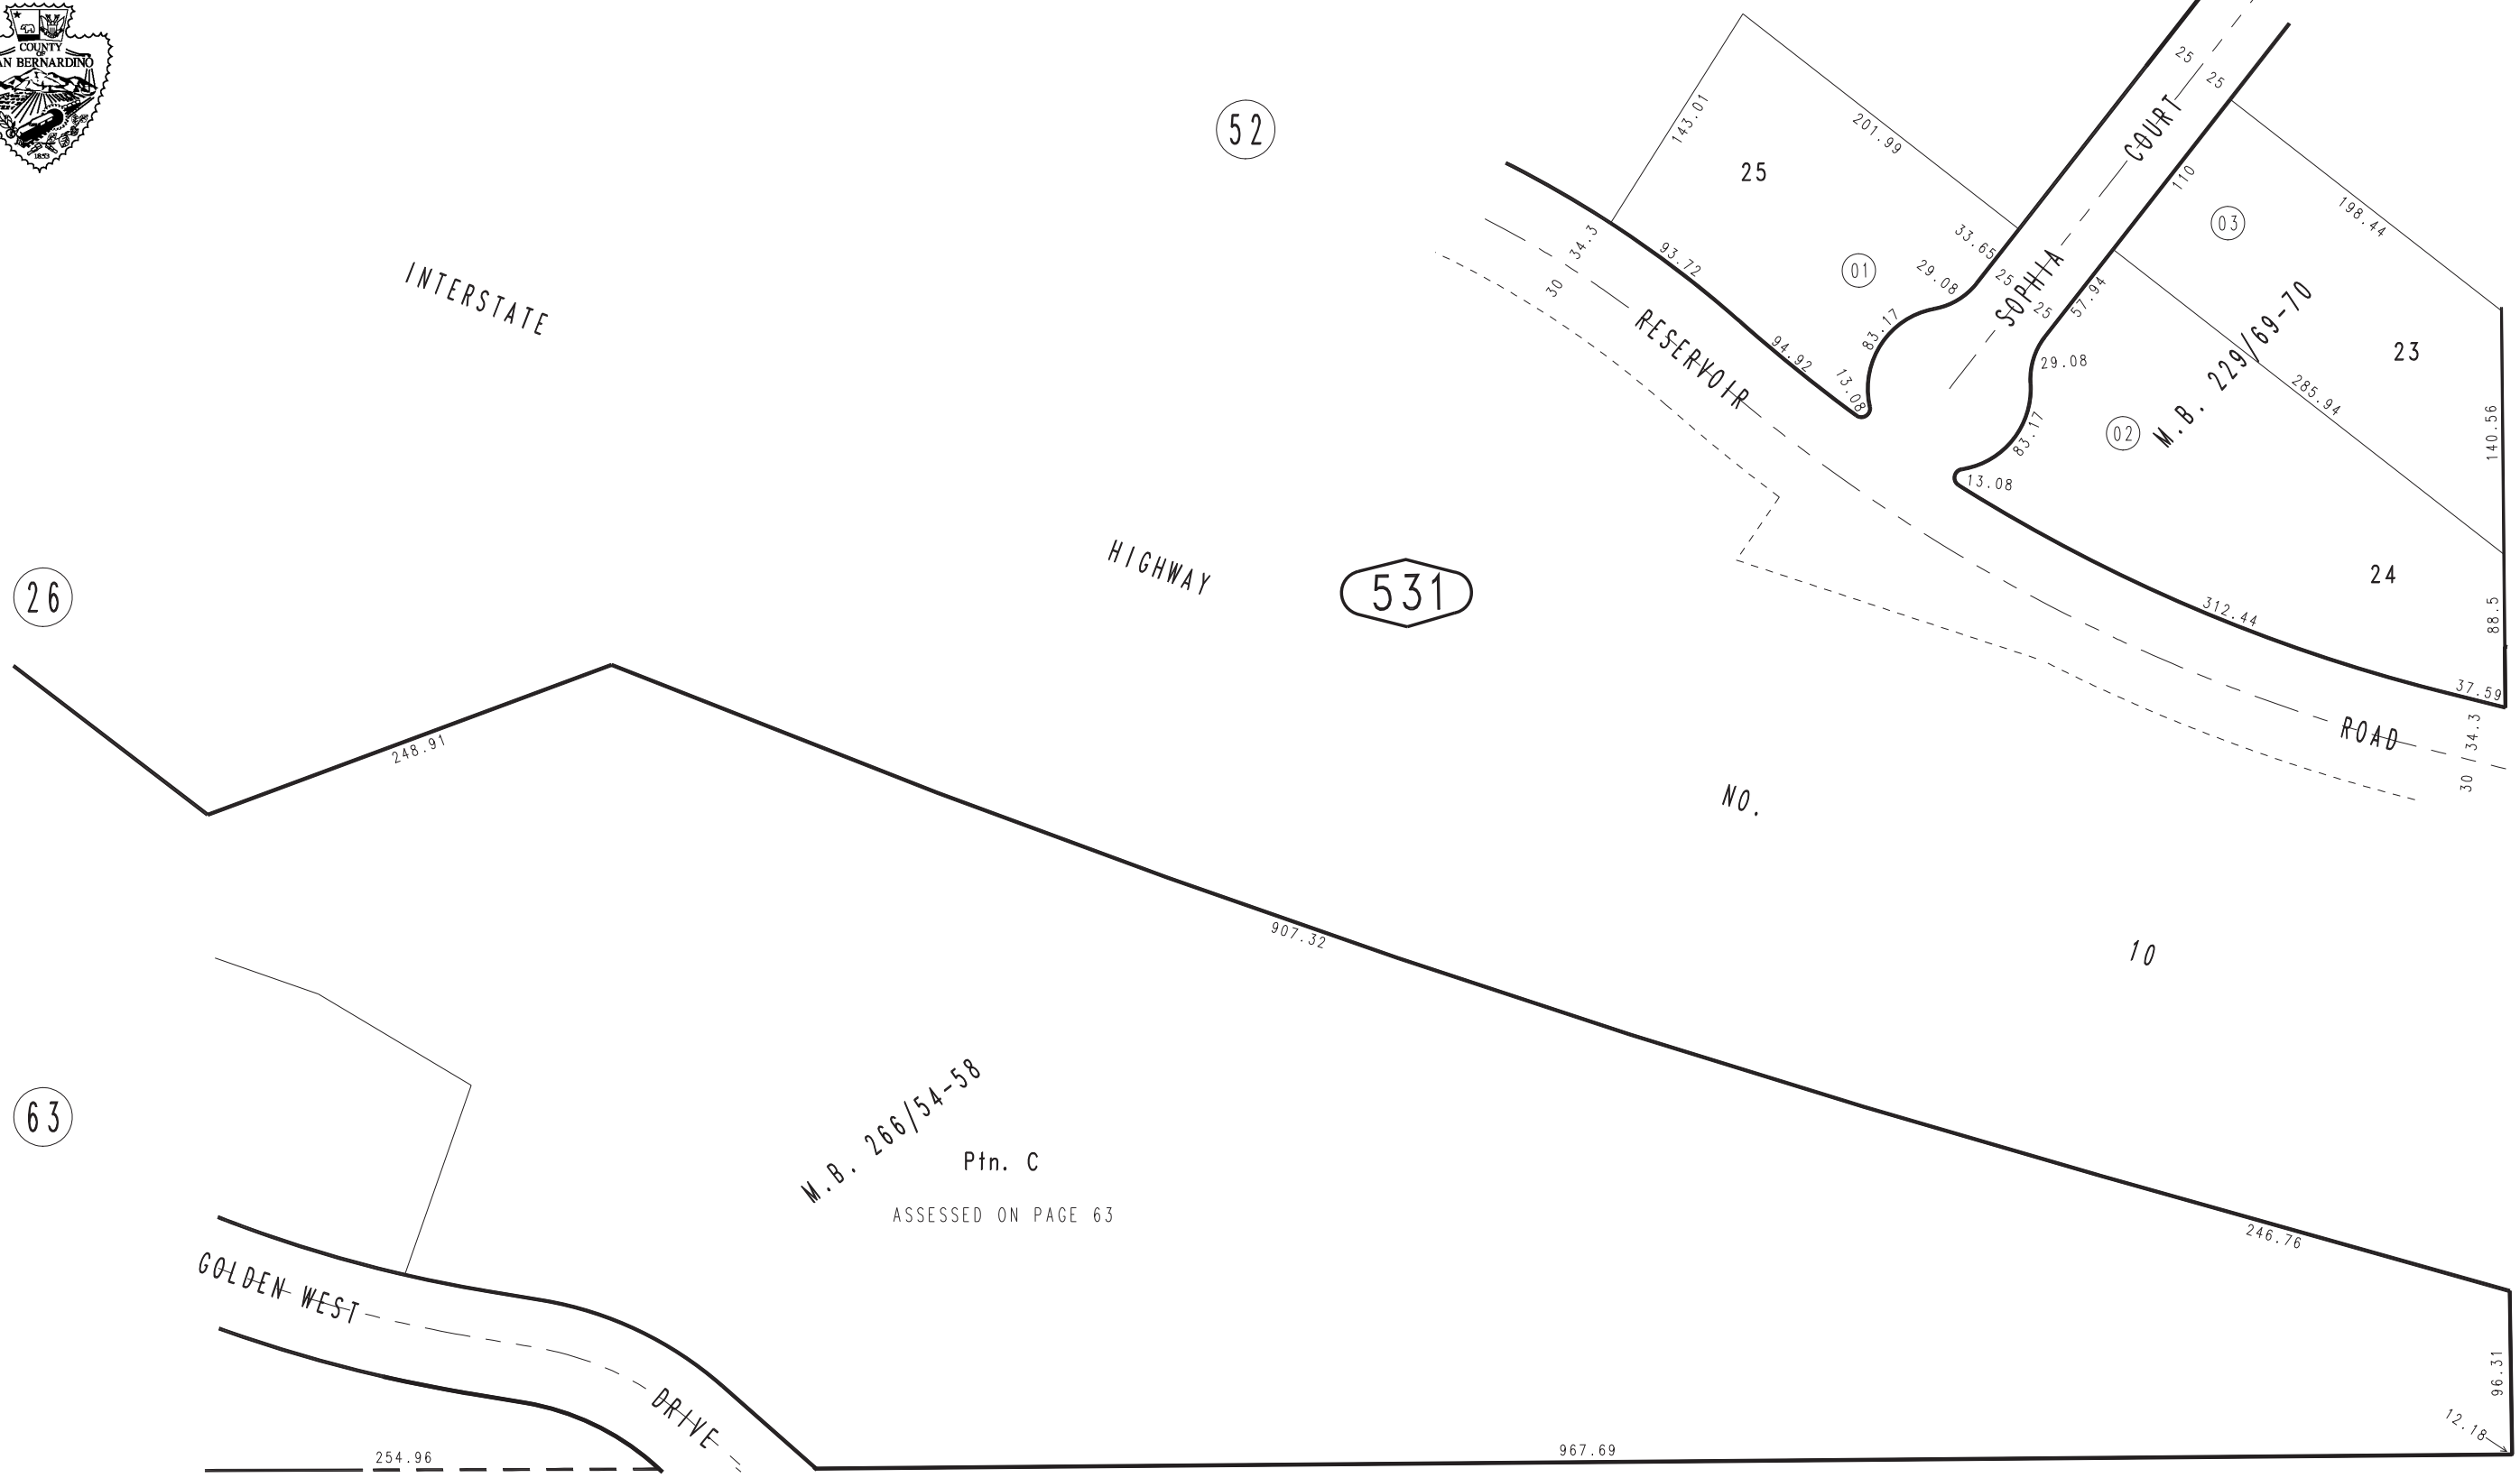 COUNTY
OF
AN BERNARDINO
1853
52
25
143.01
201.99
25
25
COURT
110
03
198.44
INTERSTATE
30
34.3
93.72
01
33.65
29.08
25
SOPHIA
25
57.94
M.B. 229/69-70
23
RESERVOIR
94.92
83.17
13.08
29.08
83.17
02
285.94
140.56
13.08
26
HIGHWAY
531
24
312.44
88.5
37.59
248.91
ROAD
30
34.3
NO.
907.32
10
63
M.B. 266/54-58
Ptn. C
ASSESSED ON PAGE 63
246.76
GOLDEN WEST
DRIVE
96.31
12.18
254.96
967.69